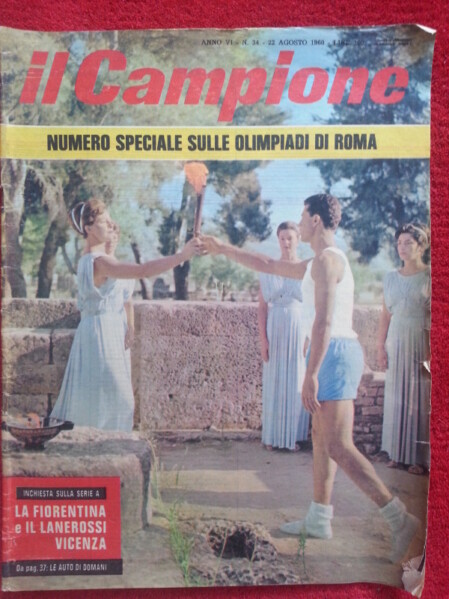 ANNO VI - N. 34 - 22 AGOSTO 1960
il Campione
NUMERO SPECIALE SULLE OLIMPIADI DI ROMA
INCHIESTA SULLA SERIE A
LA FIORENTINA
e IL LANEROSSI
VICENZA
Da pag. 37: LE AUTO DI DOMANI